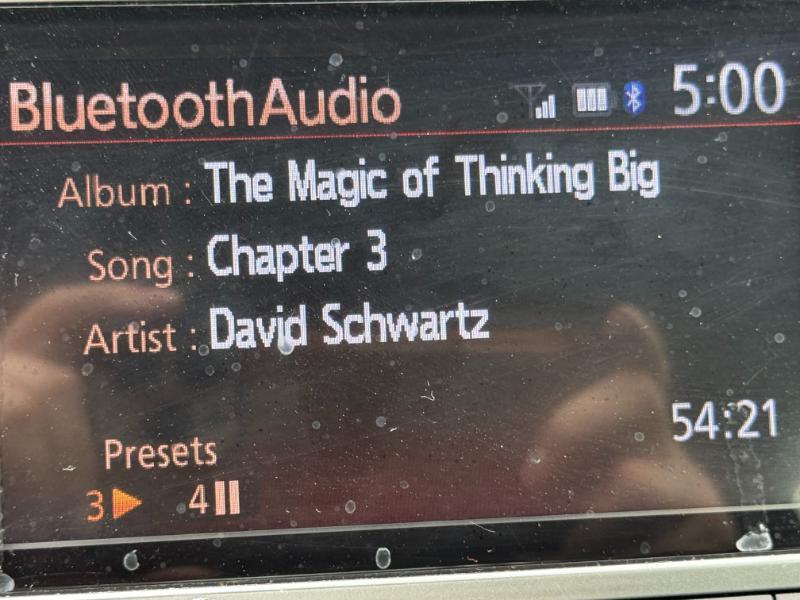 BluetoothAudio 5:00
Album : The Magic of Thinking Big
Song : Chapter 3
Artist : David Schwartz
54:21
Presets
3 4